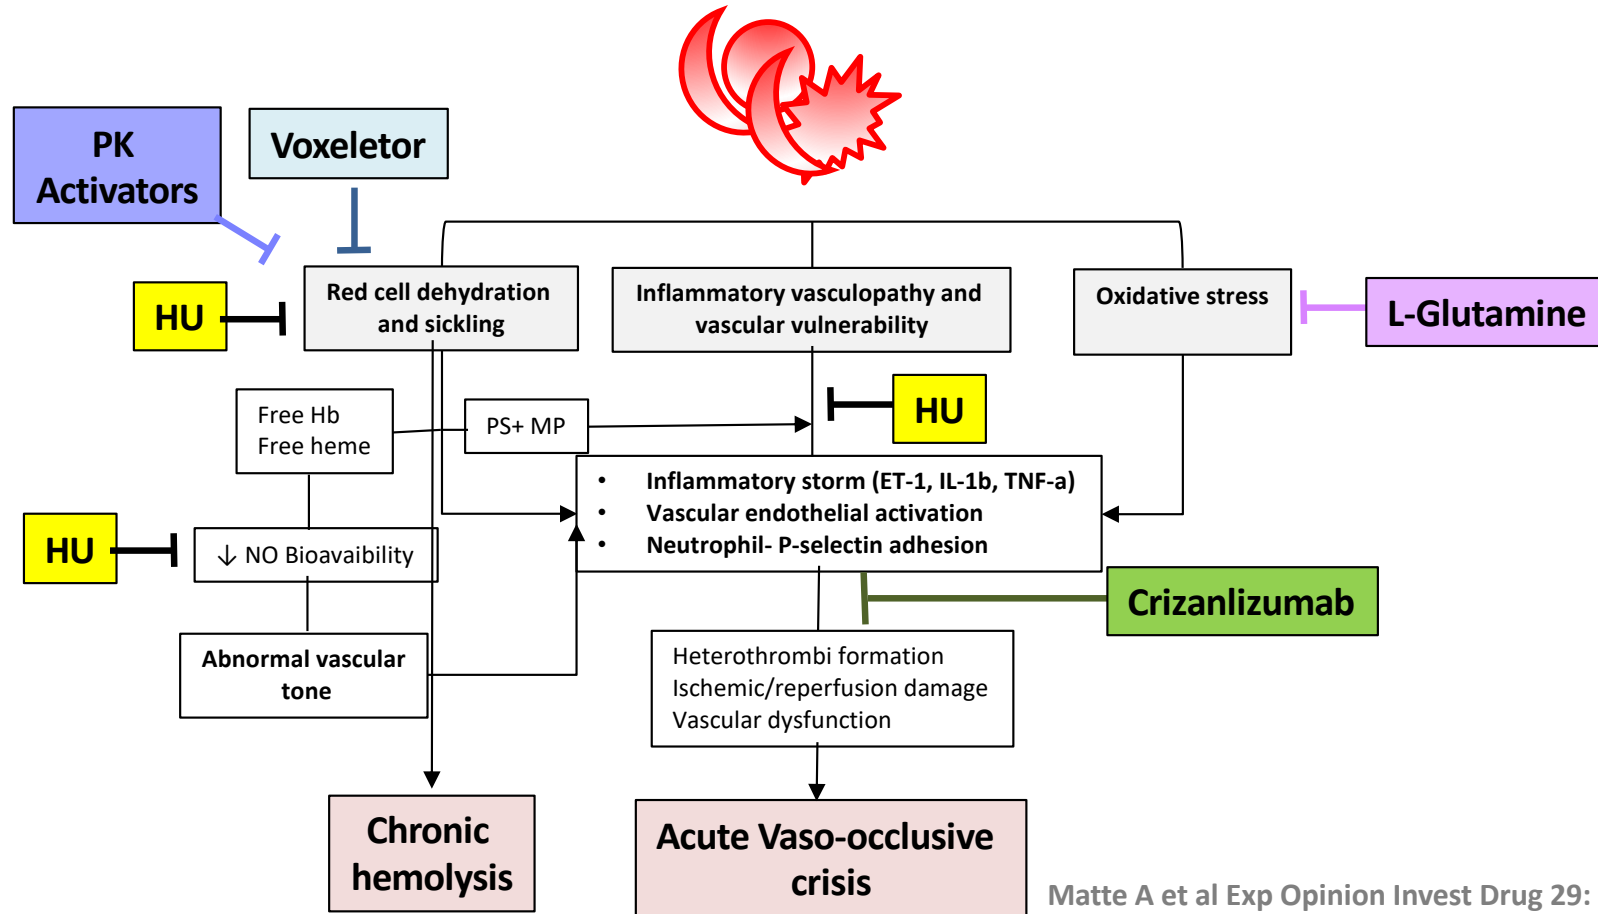 PK
Activators
Voxeletor
HU
Red cell dehydration
and sickling
Inflammatory vasculopathy and
vascular vulnerability
Oxidative stress
L-Glutamine
Free Hb
Free heme
PS+ MP
HU
• Inflammatory storm (ET-1, IL-1b, TNF-a)
• Vascular endothelial activation
• Neutrophil- P-selectin adhesion
HU
↓ NO Bioavaibility
Crizanlizumab
Abnormal vascular
tone
Heterothrombi formation
Ischemic/reperfusion damage
Vascular dysfunction
Chronic
hemolysis
Acute Vaso-occlusive
crisis
Matte A et al Exp Opinion Invest Drug 29: